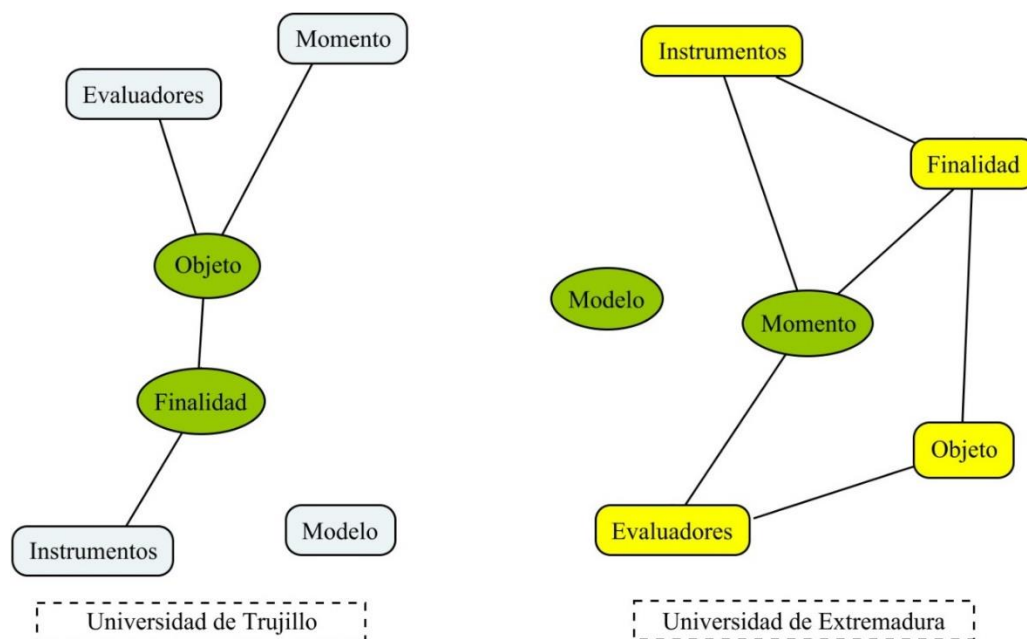 Momento
Evaluadores
Objeto
Finalidad
Instrumentos
Modelo
Universidad de Trujillo
Instrumentos
Finalidad
Modelo
Momento
Objeto
Evaluadores
Universidad de Extremadura